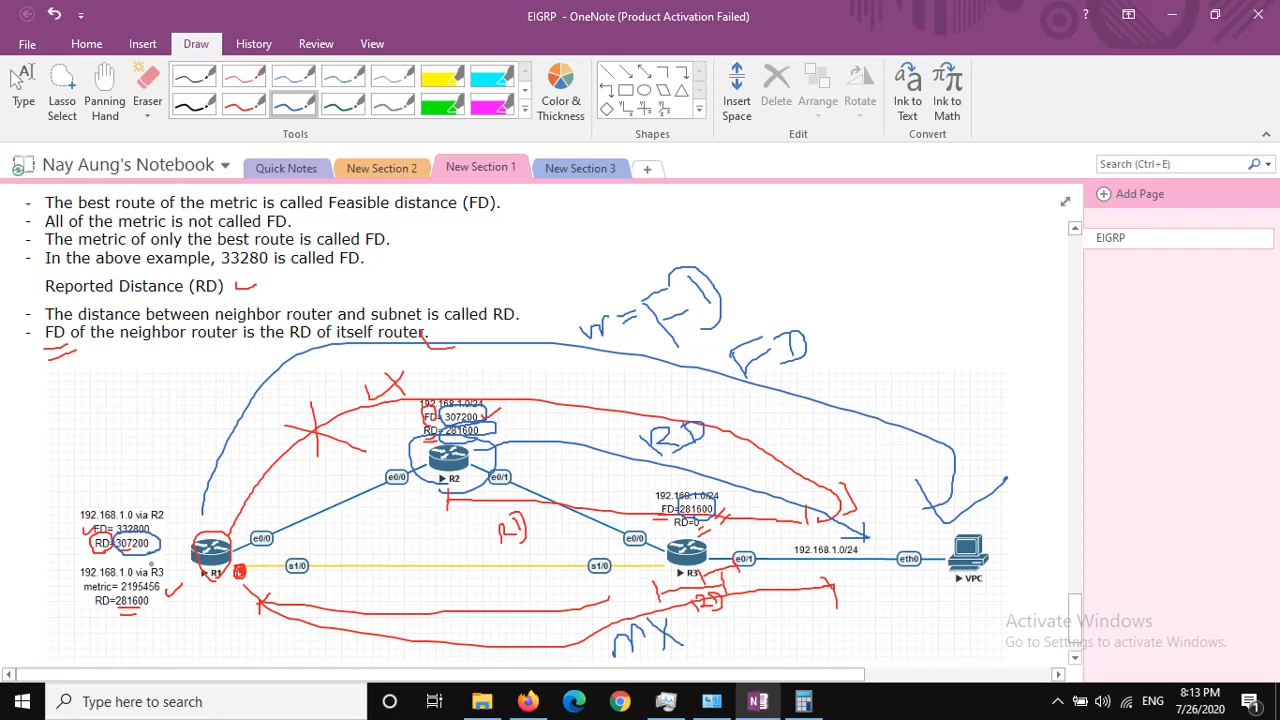 EIGRP - OneNote (Product Activation Failed)
File Home Insert Draw History Review View
Type
Lasso Select
Panning Hand
Eraser
Color & Thickness
Insert Space
Delete
Arrange
Rotate
Ink to Text
Ink to Math
Tools
Shapes
Edit
Convert
Nay Aung's Notebook
Quick Notes
New Section 2
New Section 1
New Section 3
Search (Ctrl+E)
Add Page
EIGRP
- The best route of the metric is called Feasible distance (FD).
- All of the metric is not called FD.
- The metric of only the best route is called FD.
- In the above example, 33280 is called FD.
Reported Distance (RD)
- The distance between neighbor router and subnet is called RD.
- FD of the neighbor router is the RD of itself router.
FD
192.168.1.0/24
FD= 307200
RD= 281600
RD
R2
e0/0
e0/1
192.168.1.0/24
FD=281600
RD=0
RD
192.168.1.0 via R2
FD= 332800
RD=307200
192.168.1.0 via R3
metric= 2195456
RD=281600
R1
e0/0
s1/0
s1/0
e0/0
R3
e0/1
192.168.1.0/24
eth0
VPC
RD
Activate Windows
Go to Settings to activate Windows.
Type here to search
ENG
8:13 PM
7/26/2020